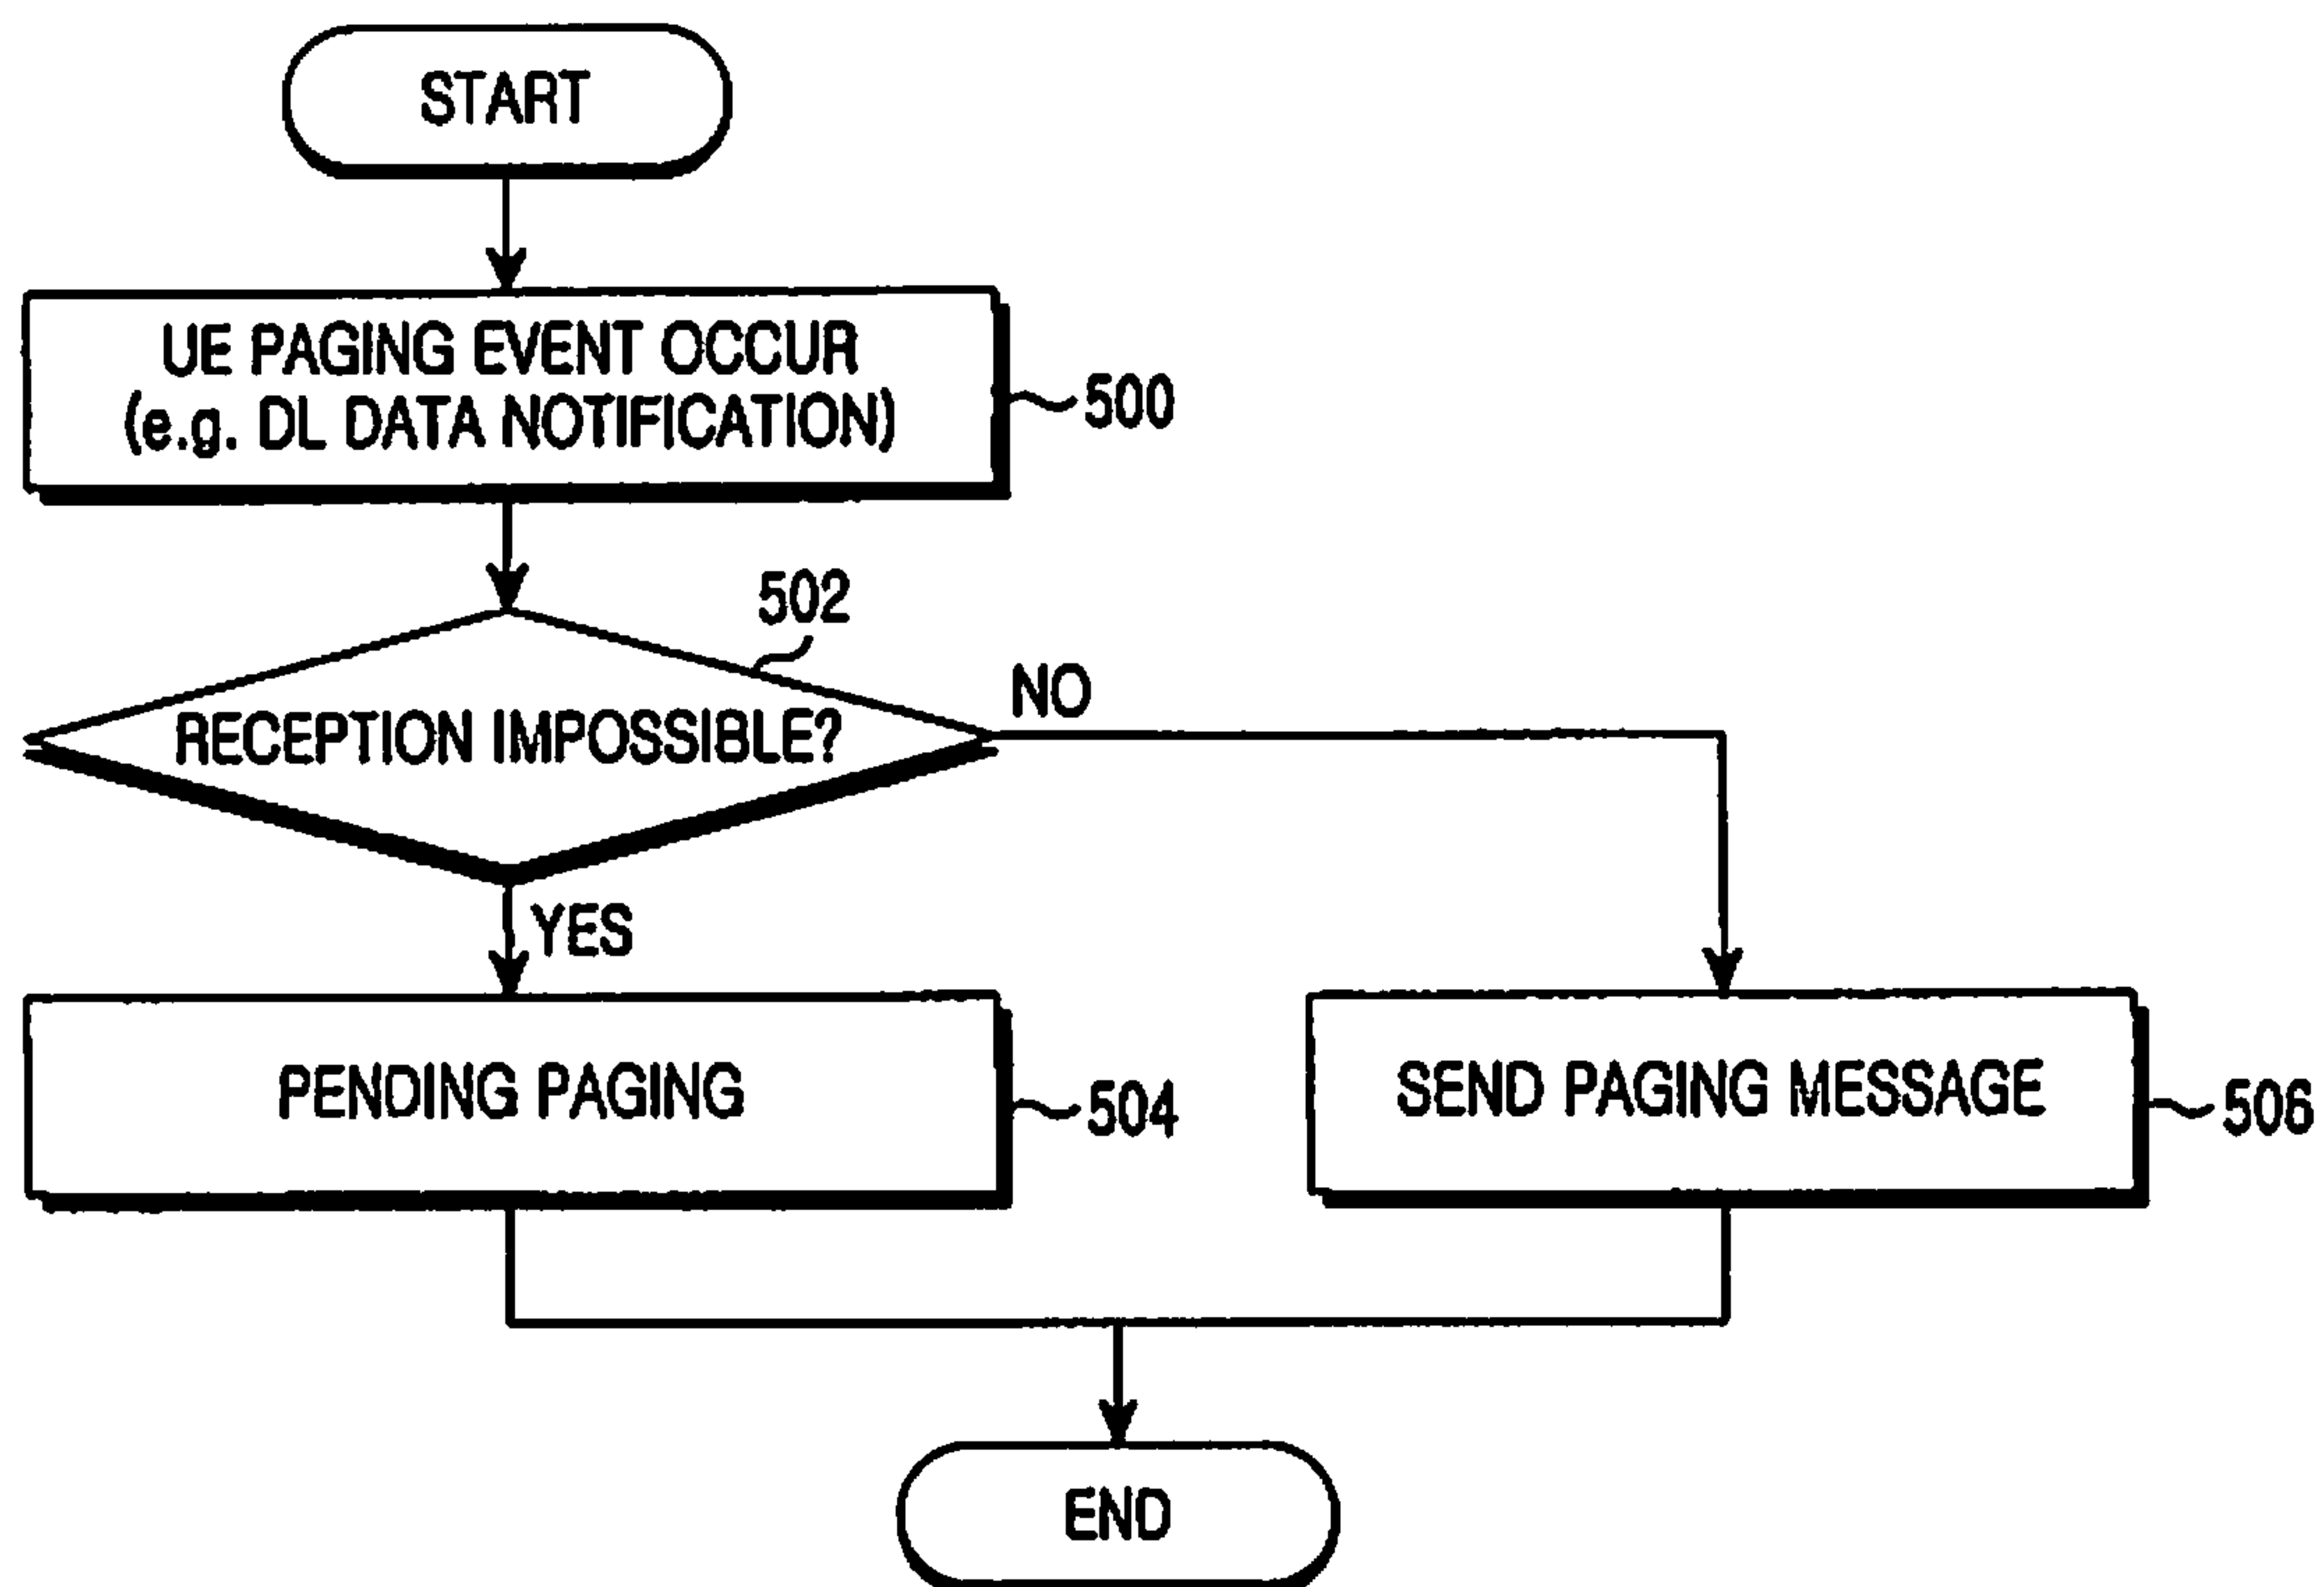 START
UE PAGING EVENT OCCUR
(e.g. DL DATA NOTIFICATION)
500
502
RECEPTION IMPOSSIBLE?
NO
YES
PENDING PAGING
504
SEND PAGING MESSAGE
506
END